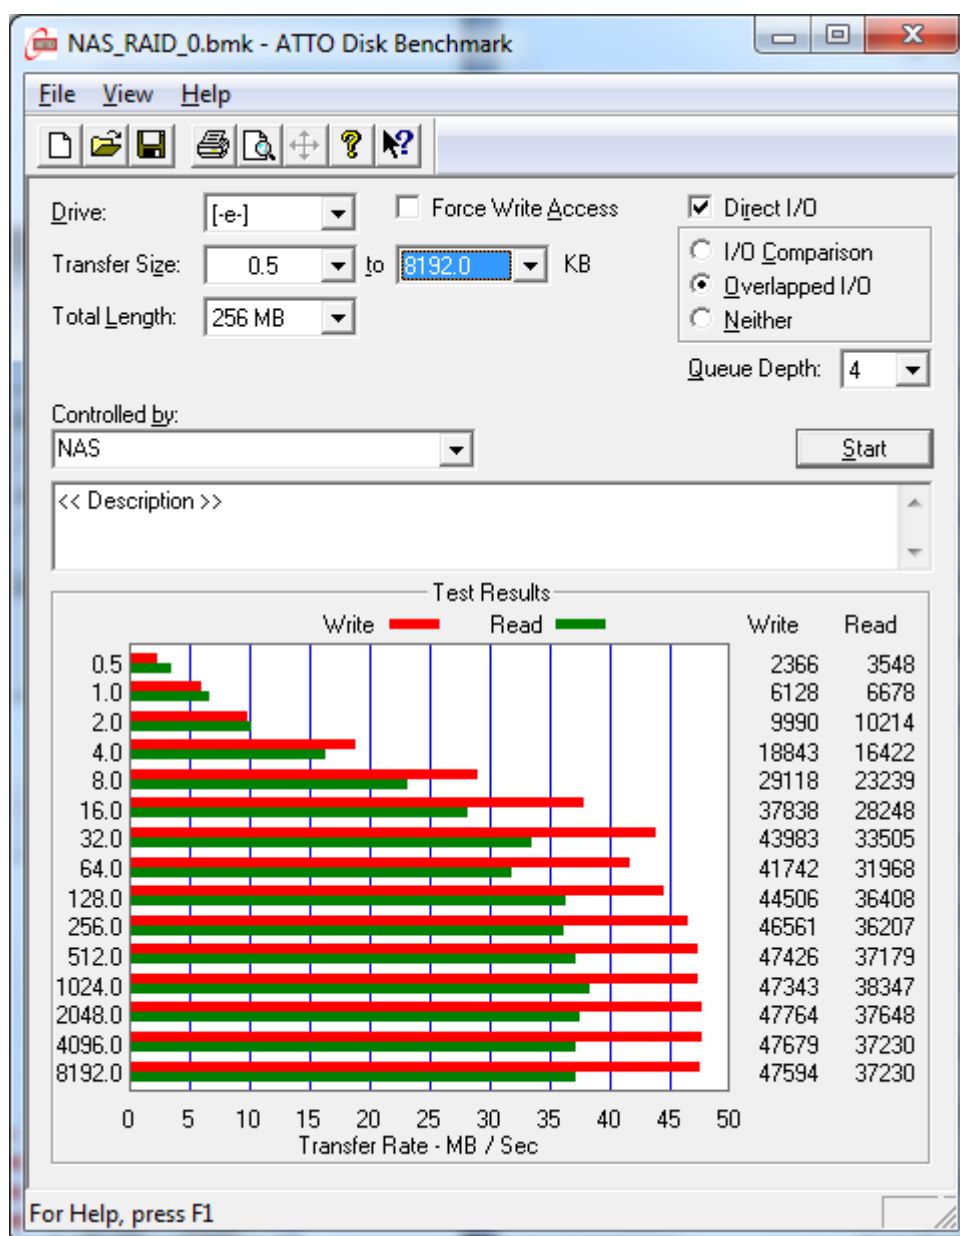 NAS_RAID_0.bmk - ATTO Disk Benchmark
File View Help
Drive: [-e-] Force Write Access Direct I/O
Transfer Size: 0.5 to 8192.0 KB
I/O Comparison
Overlapped I/O
Total Length: 256 MB
Neither
Queue Depth: 4
Controlled by:
NAS Start
<< Description >>
Test Results
Write Read Write Read
0.5 2366 3548
1.0 6128 6678
2.0 9990 10214
4.0 18843 16422
8.0 29118 23239
16.0 37838 28248
32.0 43983 33505
64.0 41742 31968
128.0 44506 36408
256.0 46561 36207
512.0 47426 37179
1024.0 47343 38347
2048.0 47764 37648
4096.0 47679 37230
8192.0 47594 37230
0 5 10 15 20 25 30 35 40 45 50
Transfer Rate - MB / Sec
For Help, press F1